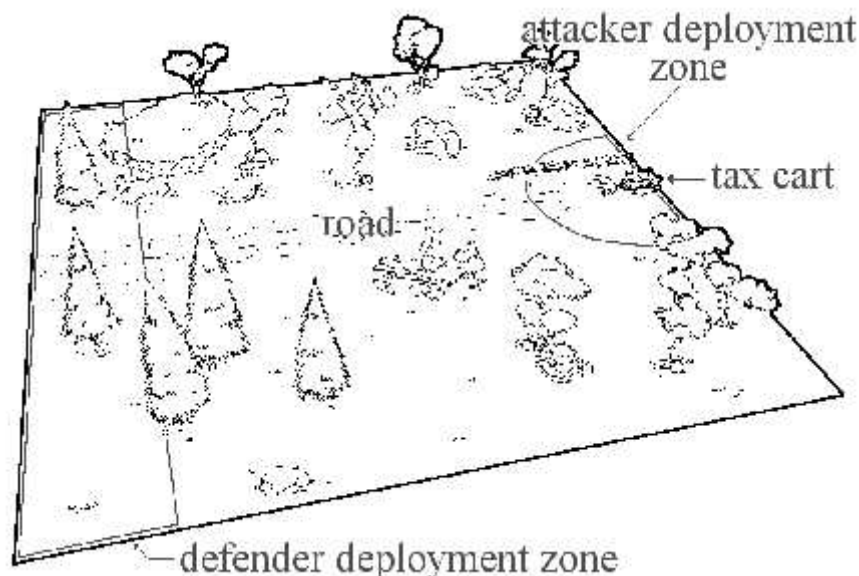 attacker deployment
zone
tax cart
road
defender deployment zone